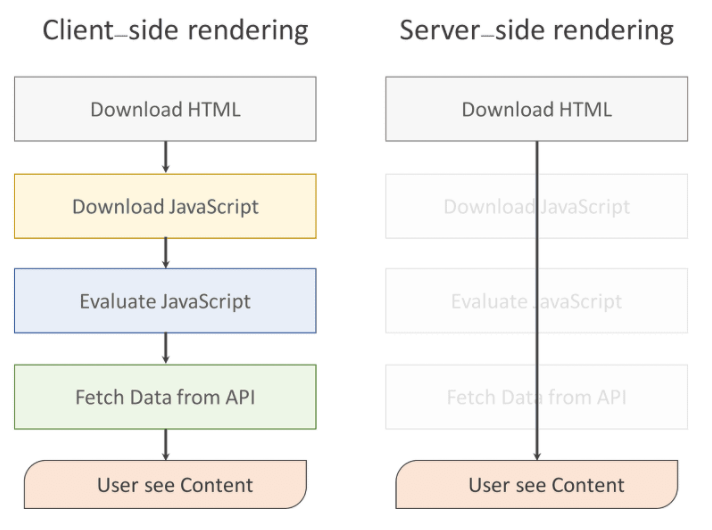 Client–side rendering
Server–side rendering
Download HTML
Download JavaScript
Evaluate JavaScript
Fetch Data from API
User see Content
Download HTML
Download JavaScript
Evaluate JavaScript
Fetch Data from API
User see Content